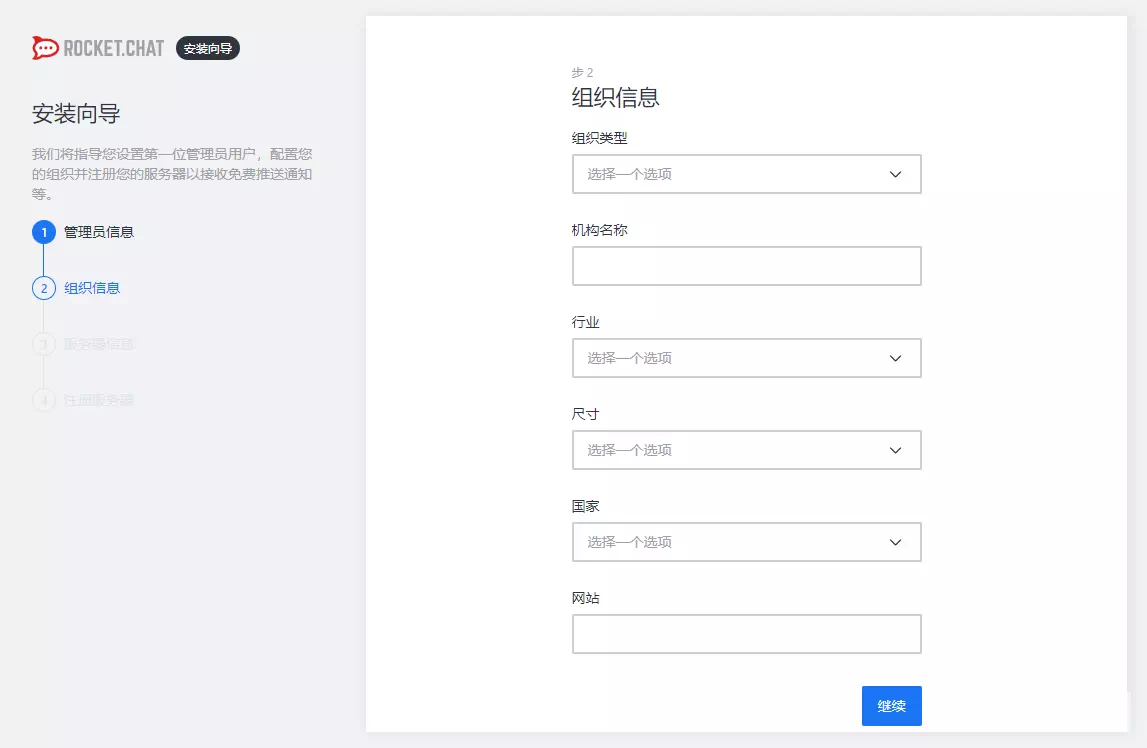 ROCKET.CHAT 安装向导
安装向导
我们将指导您设置第一位管理员用户，配置您
的组织并注册您的服务器以接收免费推送通知
等。
1 管理员信息
2 组织信息
3 服务器信息
4 注册服务器
步 2
组织信息
组织类型
选择一个选项
机构名称
行业
选择一个选项
尺寸
选择一个选项
国家
选择一个选项
网站
继续